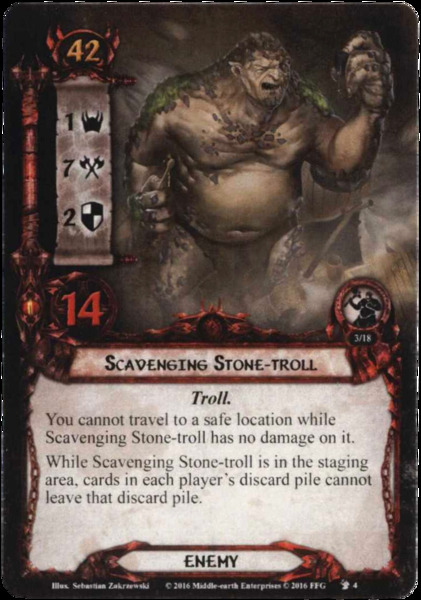 42
1
7
2
14
3/18
SCAVENGING STONE-TROLL
Troll.
You cannot travel to a safe location while
Scavenging Stone-troll has no damage on it.
While Scavenging Stone-troll is in the staging
area, cards in each player's discard pile cannot
leave that discard pile.
ENEMY
Illus. Sebastian Zakrzewski © 2016 Middle-earth Enterprises © 2016 FFG 4